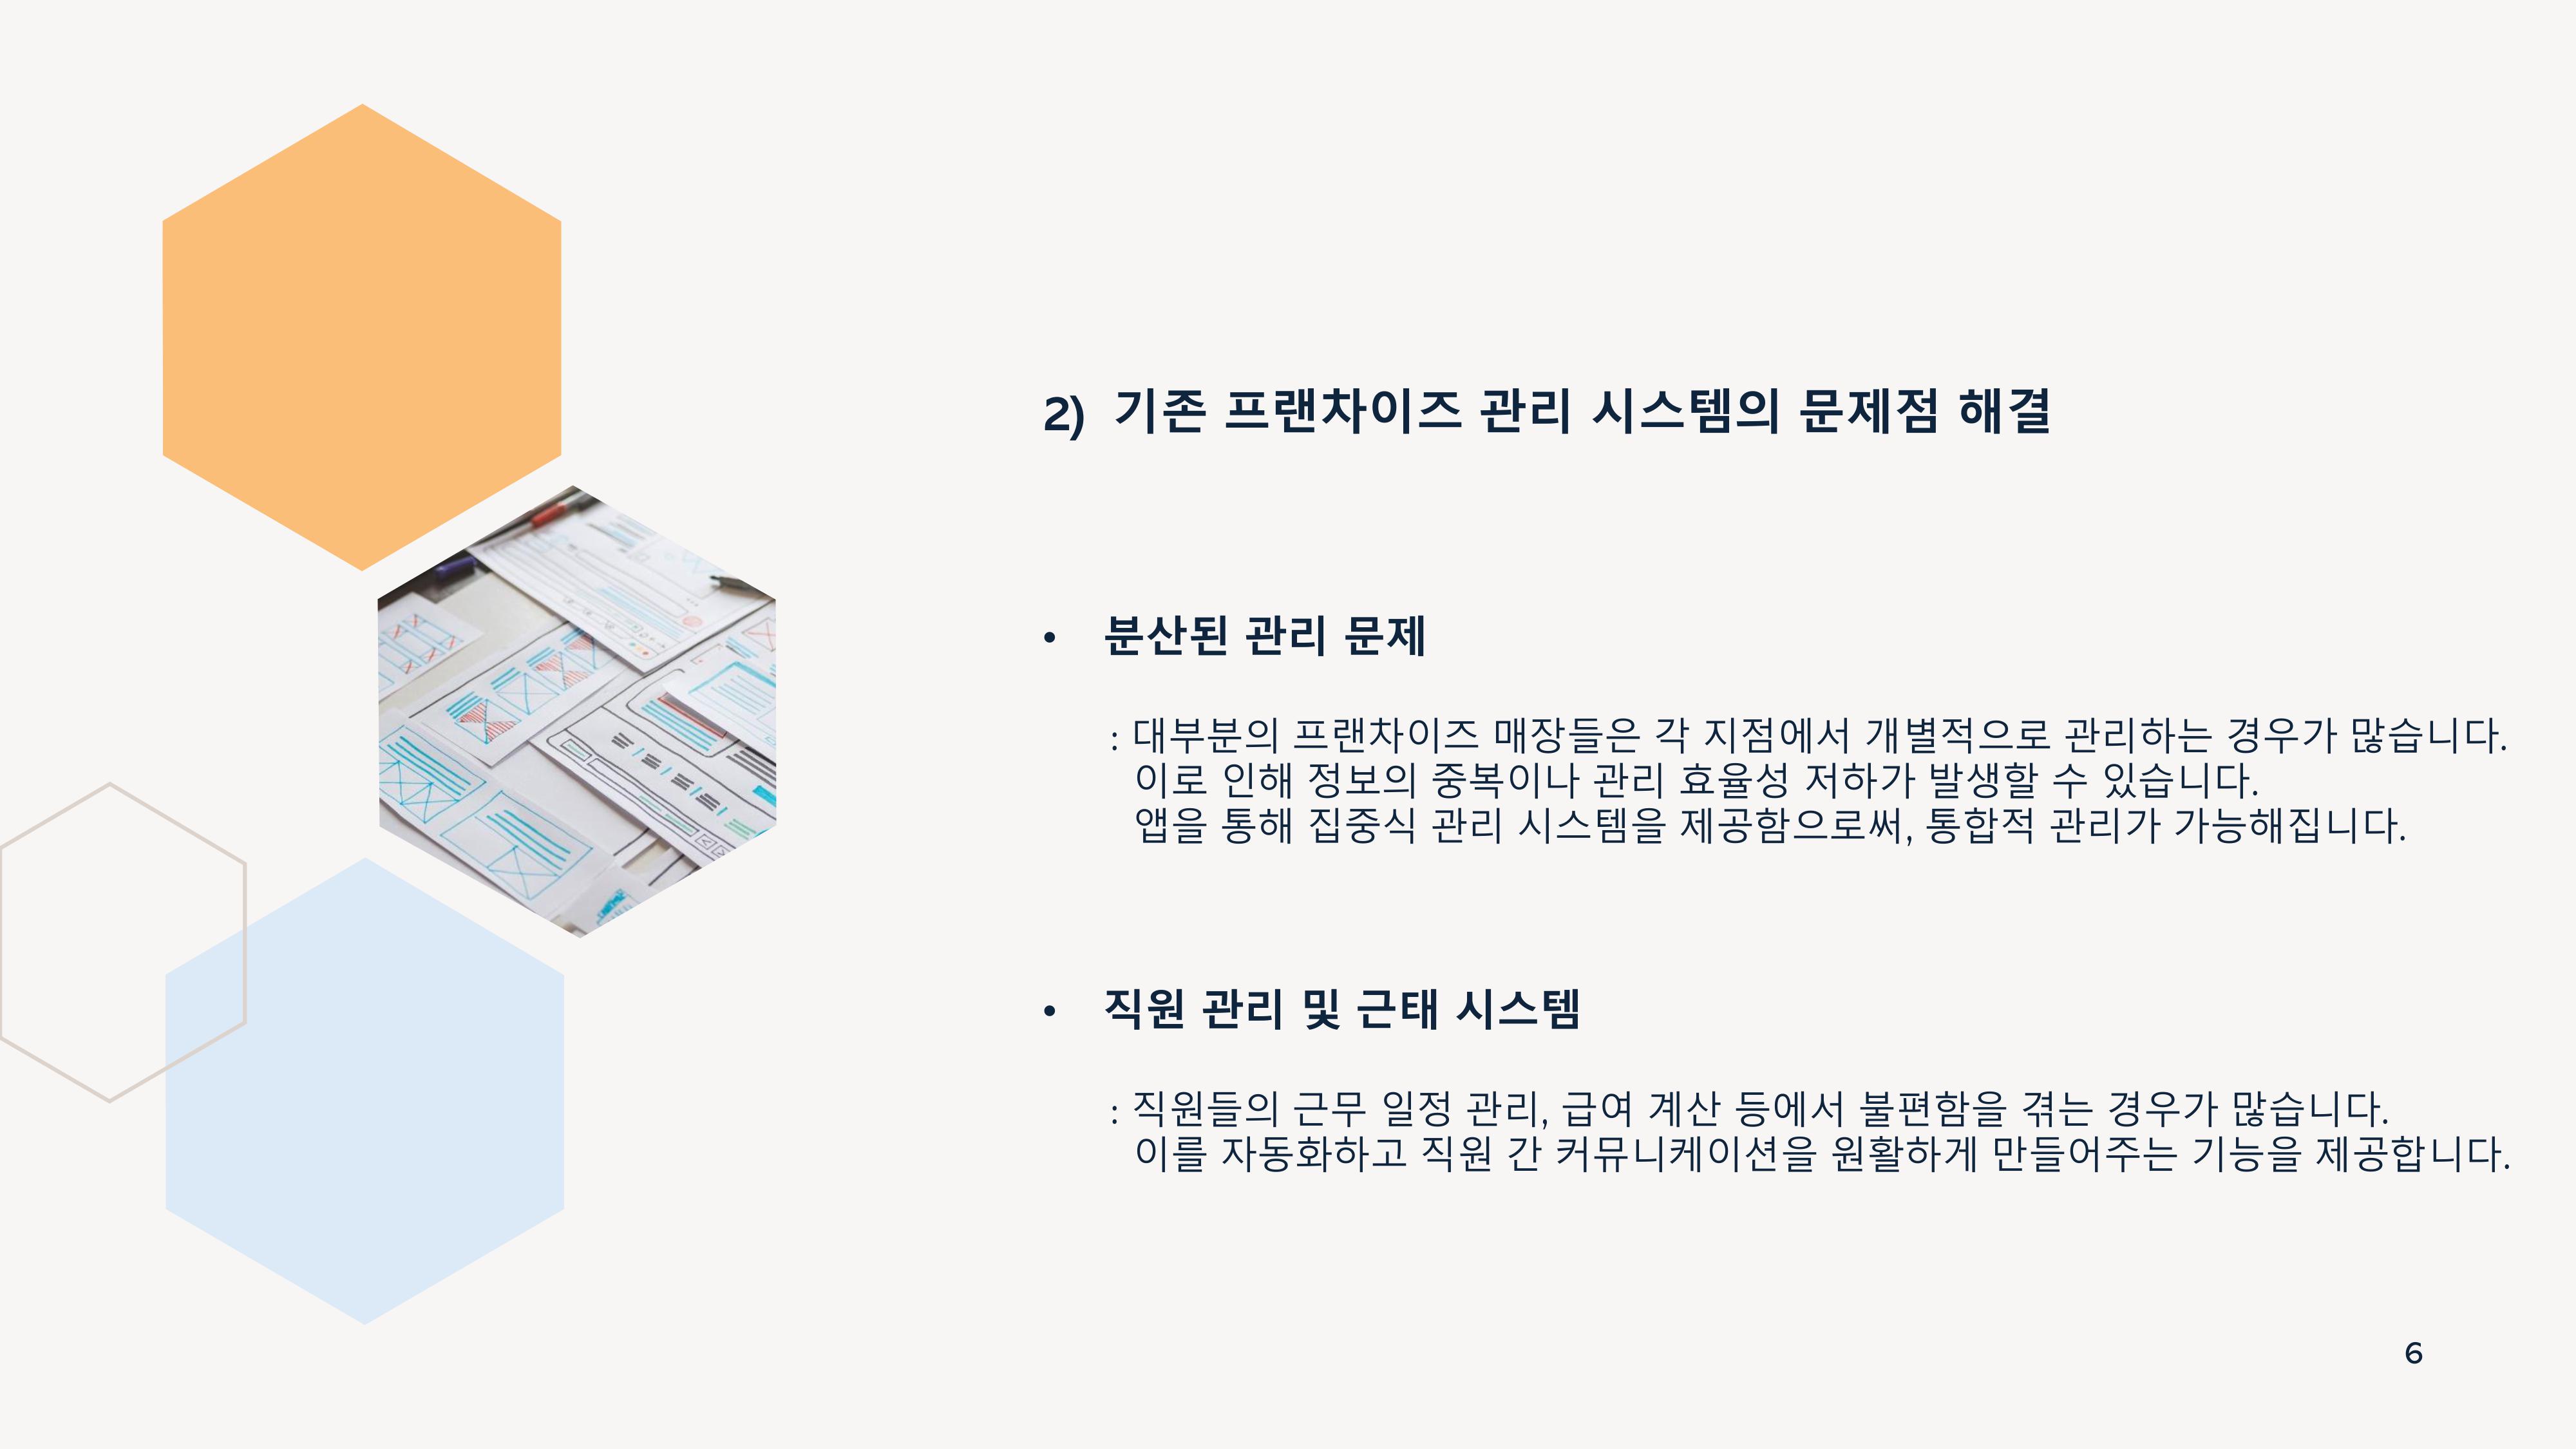 2) 기존 프랜차이즈 관리 시스템의 문제점 해결
• 분산된 관리 문제
: 대부분의 프랜차이즈 매장들은 각 지점에서 개별적으로 관리하는 경우가 많습니다.
이로 인해 정보의 중복이나 관리 효율성 저하가 발생할 수 있습니다.
앱을 통해 집중식 관리 시스템을 제공함으로써, 통합적 관리가 가능해집니다.
• 직원 관리 및 근태 시스템
: 직원들의 근무 일정 관리, 급여 계산 등에서 불편함을 겪는 경우가 많습니다.
이를 자동화하고 직원 간 커뮤니케이션을 원활하게 만들어주는 기능을 제공합니다.
6